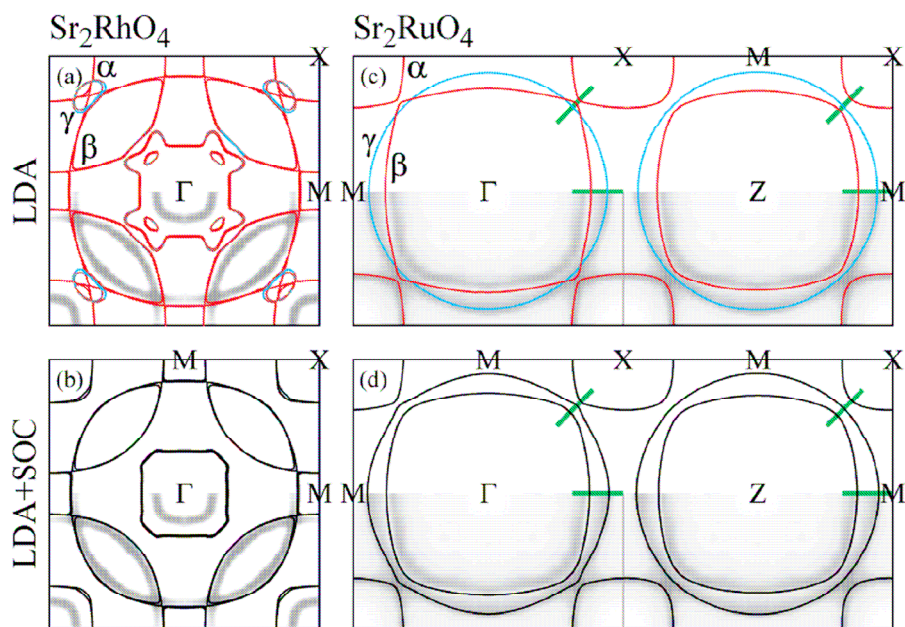 Sr₂RhO₄
Sr₂RuO₄
LDA
(a) α X
γ
β
Γ M
(c) α X M
γ
β
M Γ Z M
LDA+SOC
(b) M X
Γ M
(d) M X M X
M Γ Z M